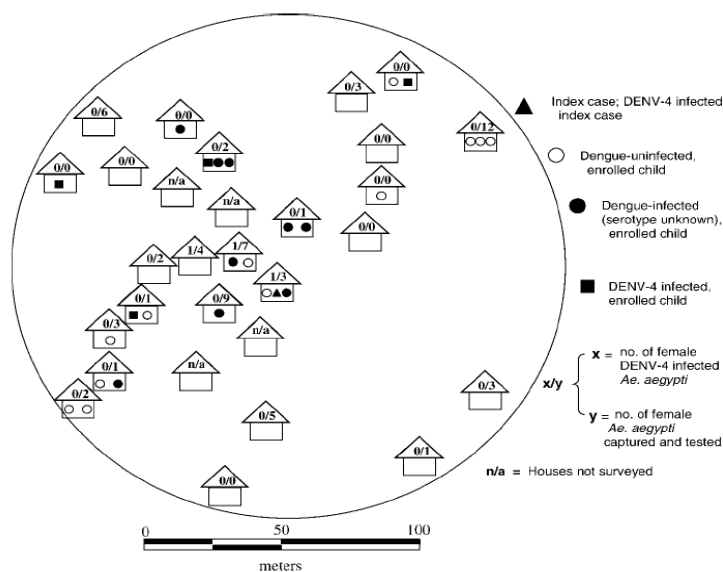 0/0
0/3
0/6
0/0
0/12
0/2
0/0
0/0
0/0
n/a
0/0
n/a
0/1
0/0
0/2
1/4
1/7
1/3
0/1
0/9
0/3
n/a
0/1
n/a
0/2
0/3
0/5
0/1
0/0
Index case; DENV-4 infected
index case
Dengue-uninfected,
enrolled child
Dengue-infected
(serotype unknown),
enrolled child
DENV-4 infected,
enrolled child
x/y
x = no. of female
DENV-4 infected
Ae. aegypti
y = no. of female
Ae. aegypti
captured and tested
n/a = Houses not surveyed
0 50 100
meters